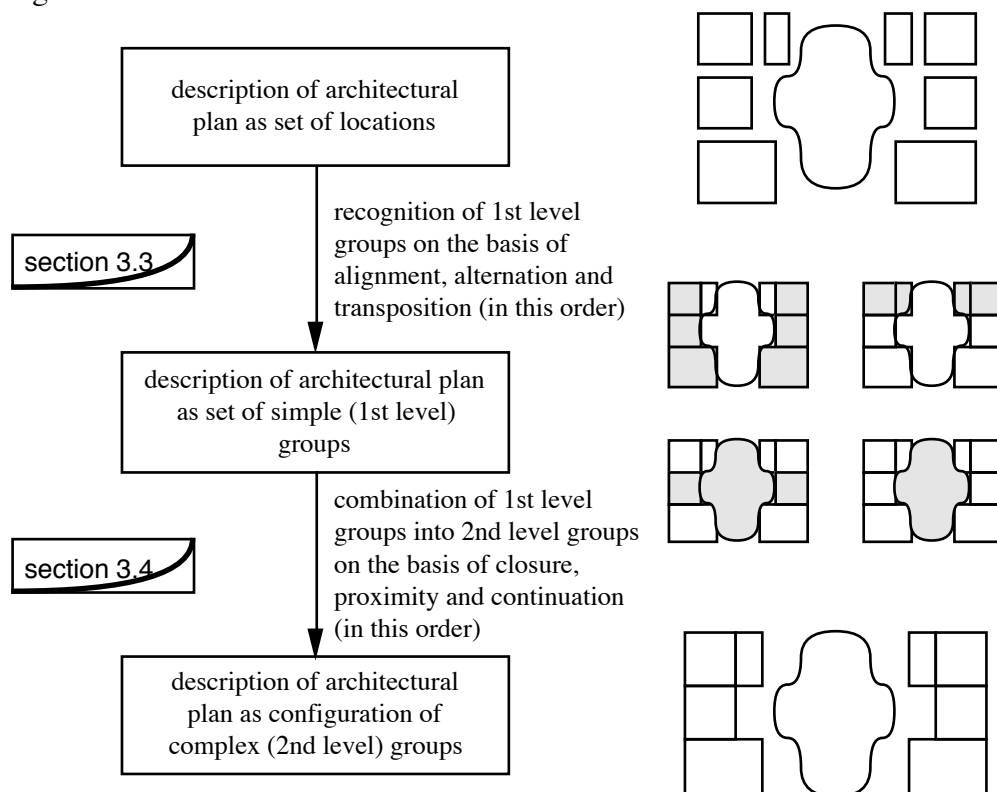 description of architectural
plan as set of locations
recognition of 1st level
groups on the basis of
alignment, alternation and
transposition (in this order)
section 3.3
description of architectural plan
as set of simple (1st level)
groups
combination of 1st level
groups into 2nd level groups
on the basis of closure,
proximity and continuation
(in this order)
section 3.4
description of architectural
plan as configuration of
complex (2nd level) groups